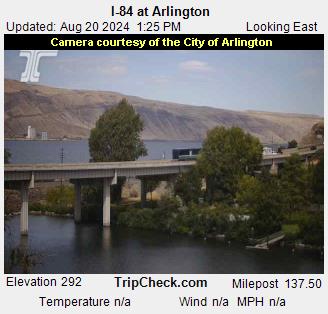 I-84 at Arlington
Updated: Aug 20 2024 1:25 PM Looking East
Camera courtesy of the City of Arlington
Elevation 292 TripCheck.com Milepost 137.50
Temperature n/a Wind n/a MPH n/a